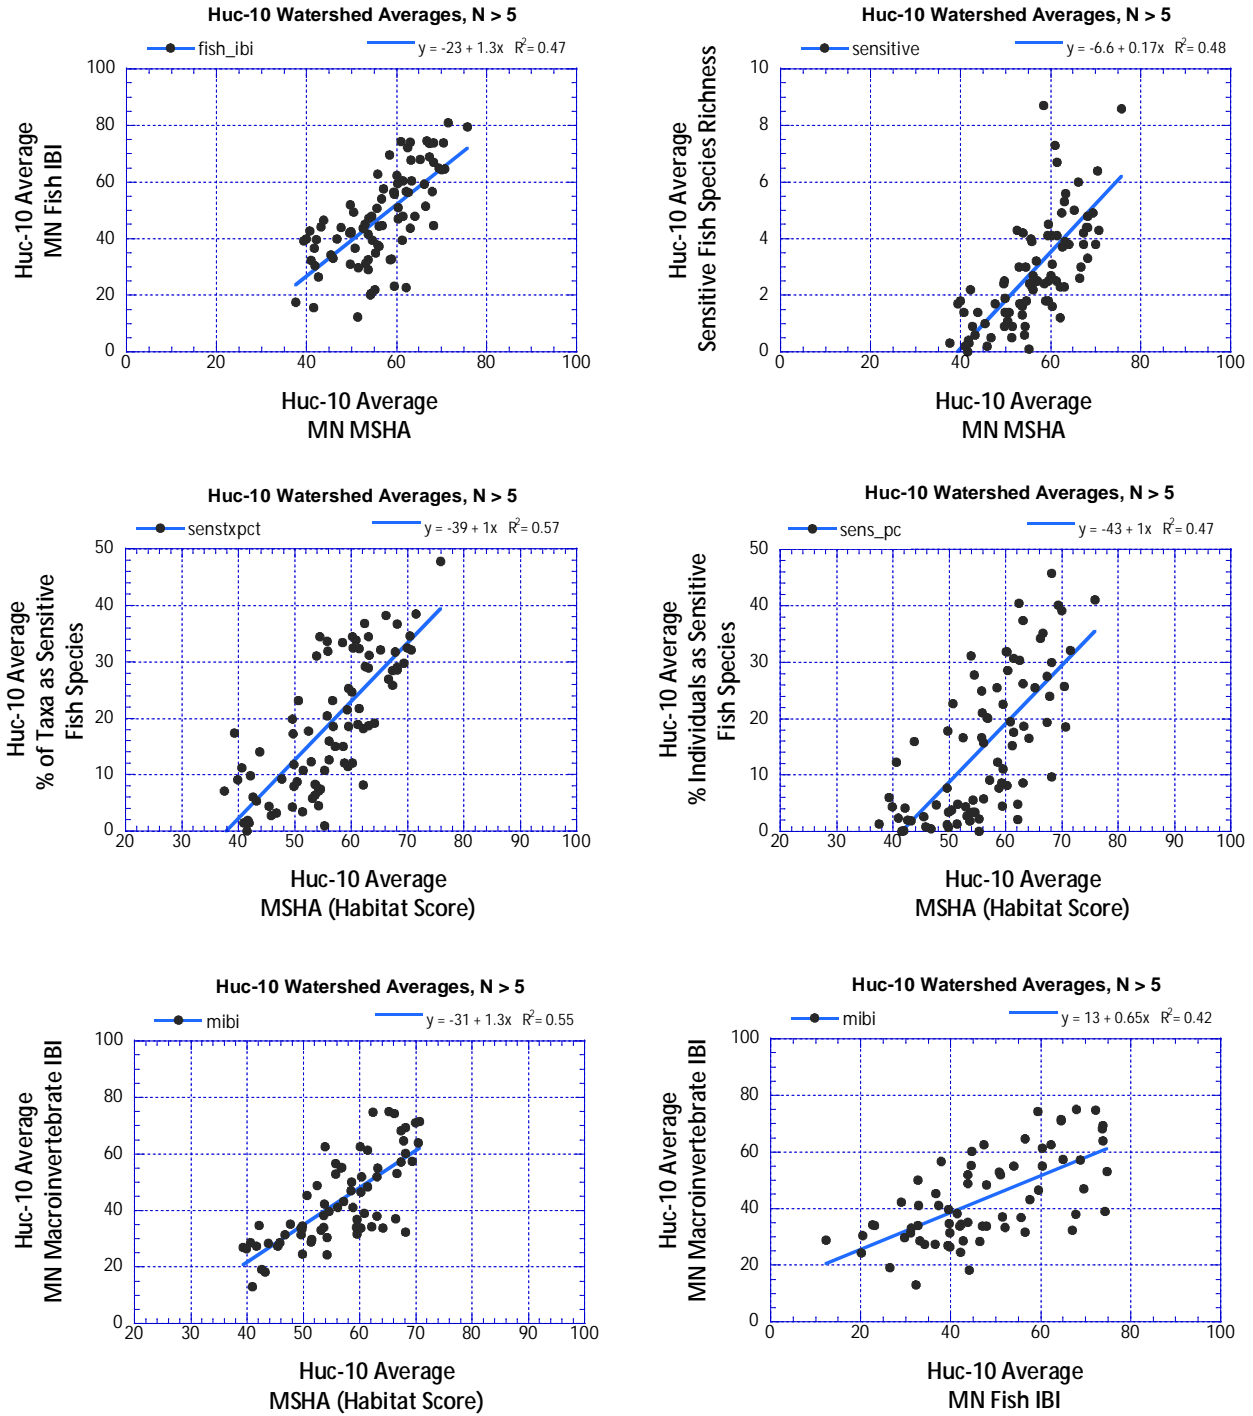 Huc-10 Watershed Averages, N > 5
fish_ibi
y = -23 + 1.3x R²= 0.47
Huc-10 Average
MN Fish IBI
100
80
60
40
20
0
0 20 40 60 80 100
Huc-10 Average
MN MSHA
Huc-10 Watershed Averages, N > 5
sensitive
y = -6.6 + 0.17x R²= 0.48
Huc-10 Average
Sensitive Fish Species Richness
10
8
6
4
2
0
0 20 40 60 80 100
Huc-10 Average
MN MSHA
Huc-10 Watershed Averages, N > 5
senstxpct
y = -39 + 1x R²= 0.57
Huc-10 Average
% of Taxa as Sensitive
Fish Species
50
40
30
20
10
0
20 30 40 50 60 70 80 90 100
Huc-10 Average
MSHA (Habitat Score)
Huc-10 Watershed Averages, N > 5
sens_pc
y = -43 + 1x R²= 0.47
Huc-10 Average
% Individuals as Sensitive
Fish Species
50
40
30
20
10
0
20 30 40 50 60 70 80 90 100
Huc-10 Average
MSHA (Habitat Score)
Huc-10 Watershed Averages, N > 5
mibi
y = -31 + 1.3x R²= 0.55
Huc-10 Average
MN Macroinvertebrate IBI
100
80
60
40
20
0
20 30 40 50 60 70 80 90 100
Huc-10 Average
MSHA (Habitat Score)
Huc-10 Watershed Averages, N > 5
mibi
y = 13 + 0.65x R²= 0.42
Huc-10 Average
MN Macroinvertebrate IBI
100
80
60
40
20
0
0 20 40 60 80 100
Huc-10 Average
MN Fish IBI